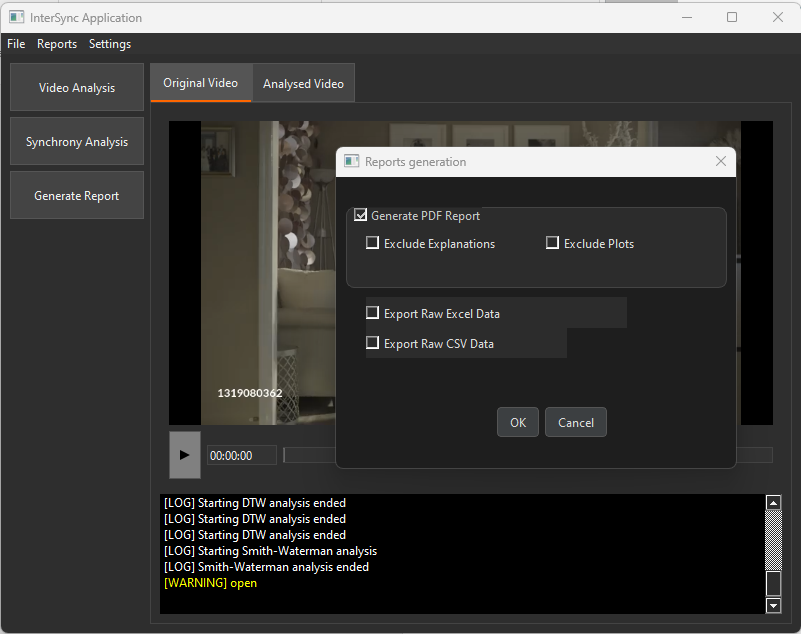 InterSync Application
File Reports Settings
Video Analysis
Synchrony Analysis
Generate Report
Original Video Analysed Video
Reports generation
Generate PDF Report
Exclude Explanations Exclude Plots
Export Raw Excel Data
Export Raw CSV Data
OK Cancel
1319080362
00:00:00
[LOG] Starting DTW analysis ended
[LOG] Starting DTW analysis ended
[LOG] Starting DTW analysis ended
[LOG] Starting Smith-Waterman analysis
[LOG] Smith-Waterman analysis ended
[WARNING] open